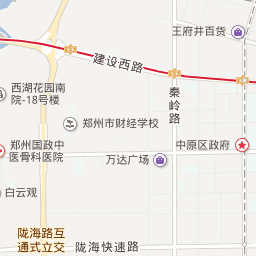 王府井百货
建设西路
西湖花园南
院-18号楼
秦岭路
郑州市财经学校
郑州国政中
医骨科医院
中原区政府
万达广场
白云观
陇海路互
通式立交
陇海快速路